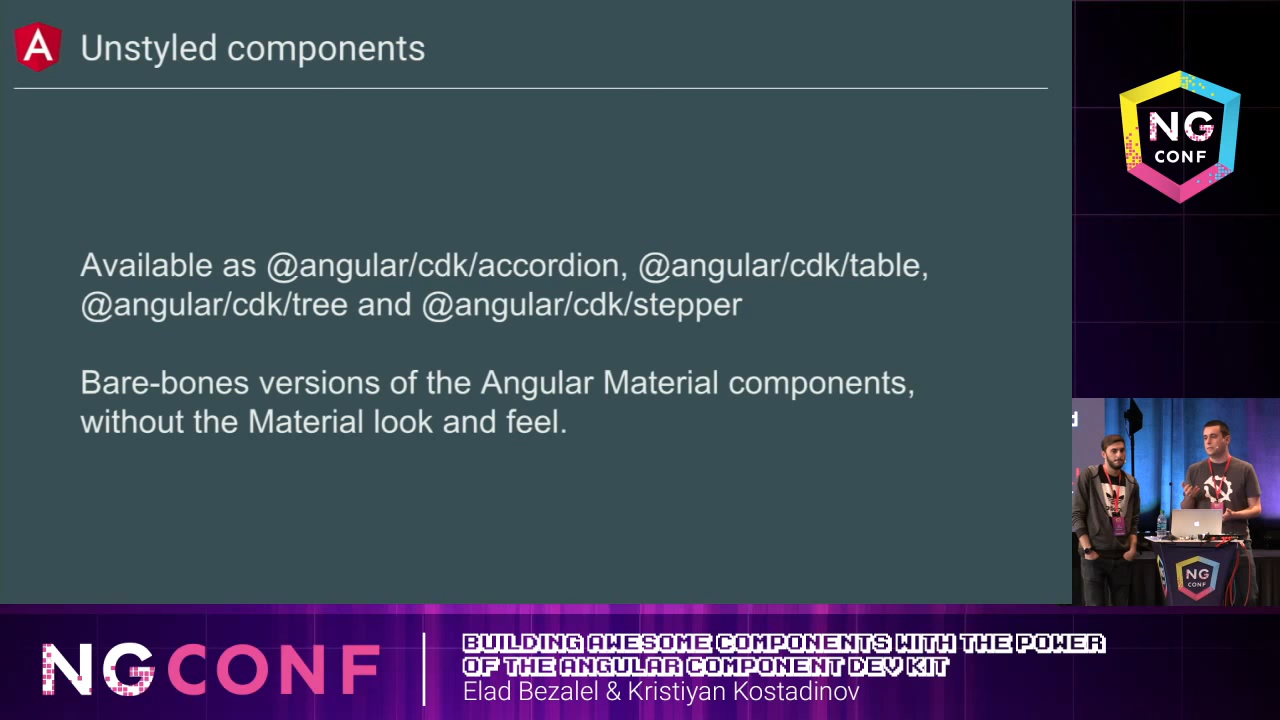 Unstyled components
Available as @angular/cdk/accordion, @angular/cdk/table,
@angular/cdk/tree and @angular/cdk/stepper
Bare-bones versions of the Angular Material components,
without the Material look and feel.
NG
CONF
d
NG
CONF
NGCONF
BUILDING AWESOME COMPONENTS WITH THE POWER
OF THE ANGULAR COMPONENT DEV KIT
Elad Bezalel & Kristiyan Kostadinov